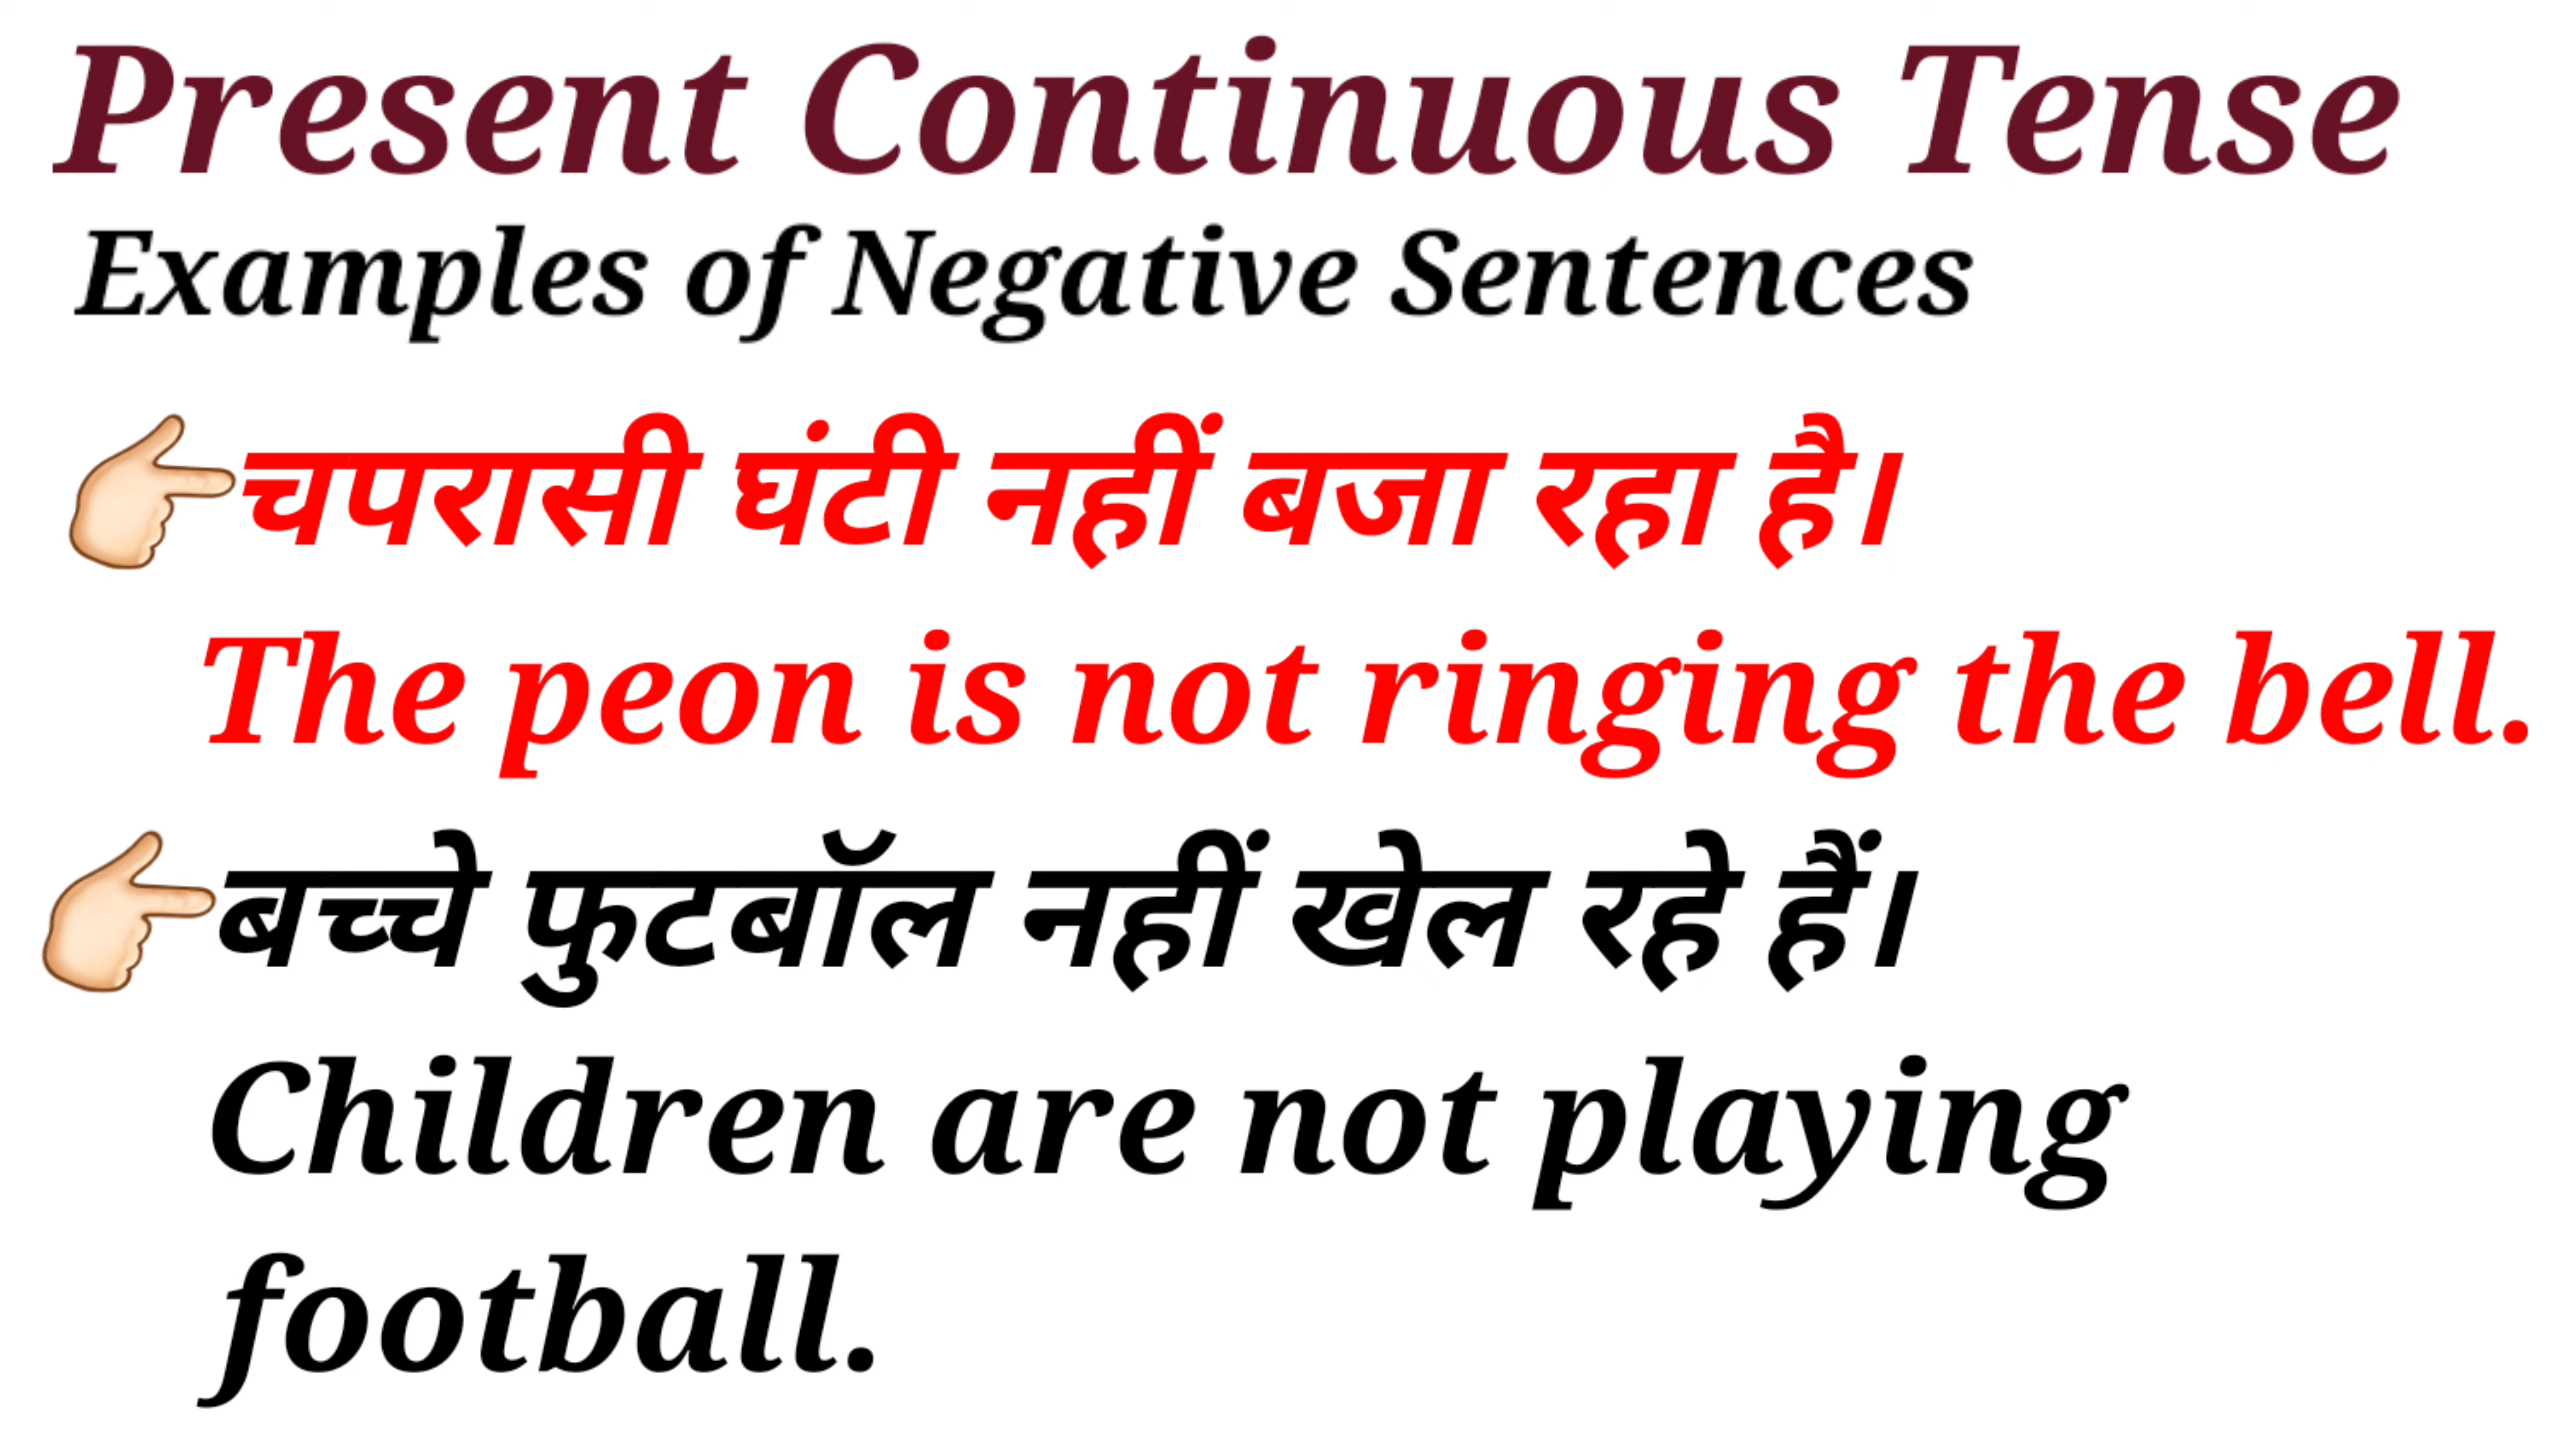 Present Continuous Tense
Examples of Negative Sentences
👉चपरासी घंटी नहीं बजा रहा है।
The peon is not ringing the bell.
👉बच्चे फुटबॉल नहीं खेल रहे हैं।
Children are not playing
football.